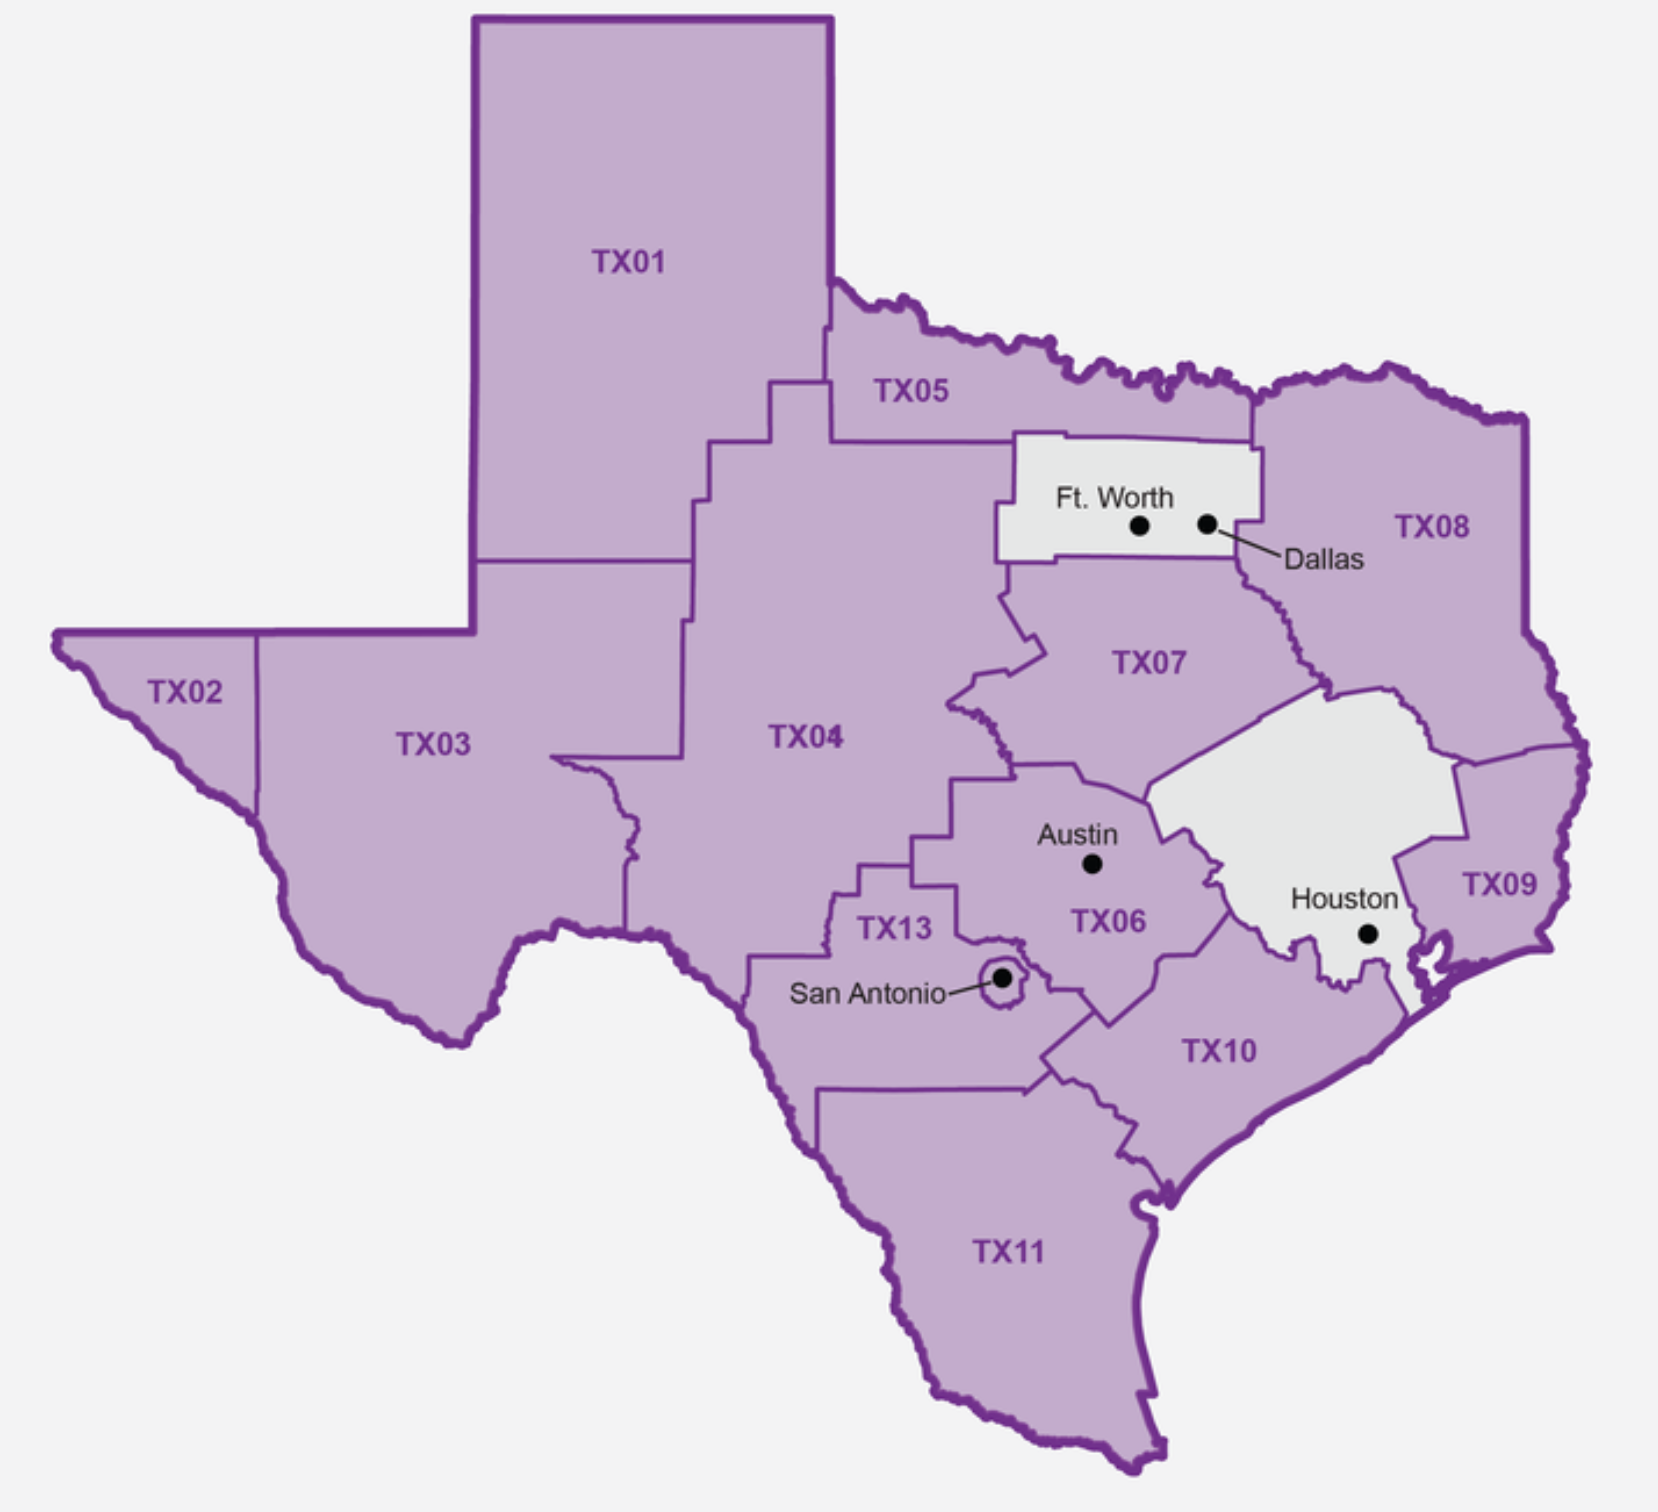 TX01
TX05
Ft. Worth
TX08
Dallas
TX07
TX02
TX03
TX04
Austin
TX09
Houston
TX06
TX13
San Antonio
TX10
TX11